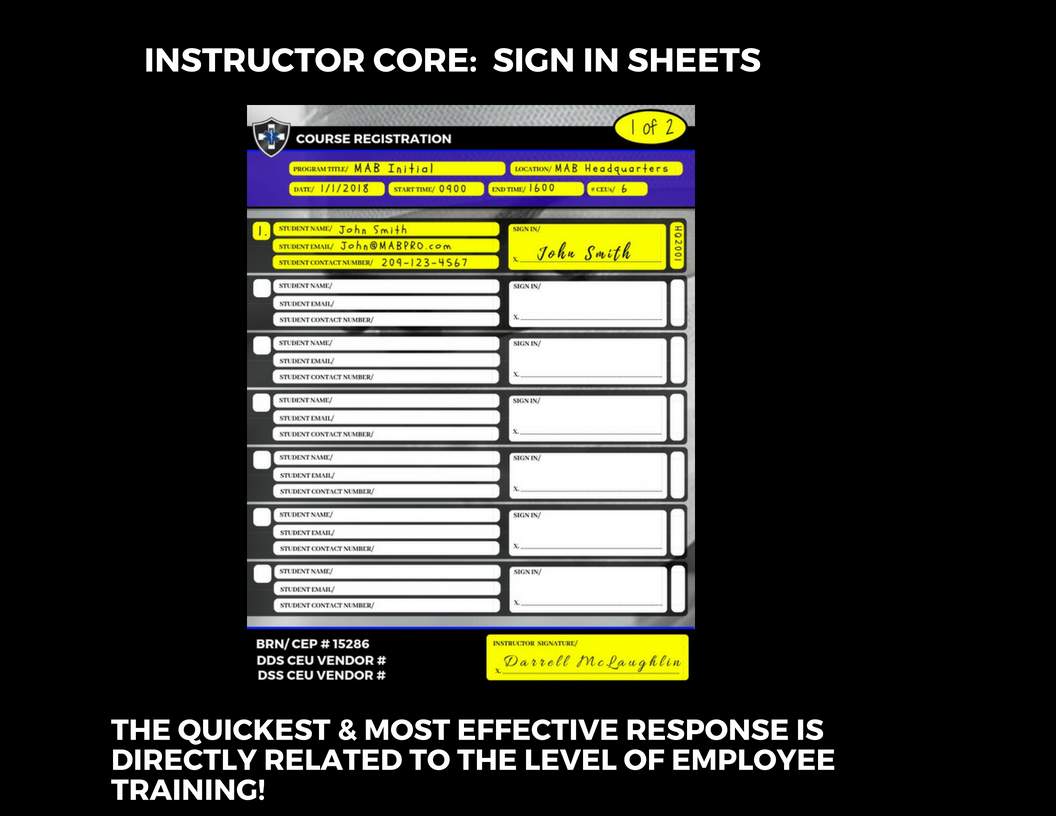 INSTRUCTOR CORE: SIGN IN SHEETS
1 of 2
COURSE REGISTRATION
PROGRAM TITLE/ MAB Initial LOCATION/ MAB Headquarters
DATE/ 1/1/2018 START TIME/ 0900 END TIME/ 1600 # CEUs/ 6
1. STUDENT NAME/ John Smith SIGN IN/
STUDENT EMAIL/ John@MABPRO.com
STUDENT CONTACT NUMBER/ 209-123-4567 X. John Smith
HQ2001
STUDENT NAME/ SIGN IN/
STUDENT EMAIL/
STUDENT CONTACT NUMBER/ X.
STUDENT NAME/ SIGN IN/
STUDENT EMAIL/
STUDENT CONTACT NUMBER/ X.
STUDENT NAME/ SIGN IN/
STUDENT EMAIL/
STUDENT CONTACT NUMBER/ X.
STUDENT NAME/ SIGN IN/
STUDENT EMAIL/
STUDENT CONTACT NUMBER/ X.
STUDENT NAME/ SIGN IN/
STUDENT EMAIL/
STUDENT CONTACT NUMBER/ X.
STUDENT NAME/ SIGN IN/
STUDENT EMAIL/
STUDENT CONTACT NUMBER/ X.
BRN/ CEP # 15286
DDS CEU VENDOR #
DSS CEU VENDOR #
INSTRUCTOR SIGNATURE/
X. Darrell McLaughlin
THE QUICKEST & MOST EFFECTIVE RESPONSE IS
DIRECTLY RELATED TO THE LEVEL OF EMPLOYEE
TRAINING!